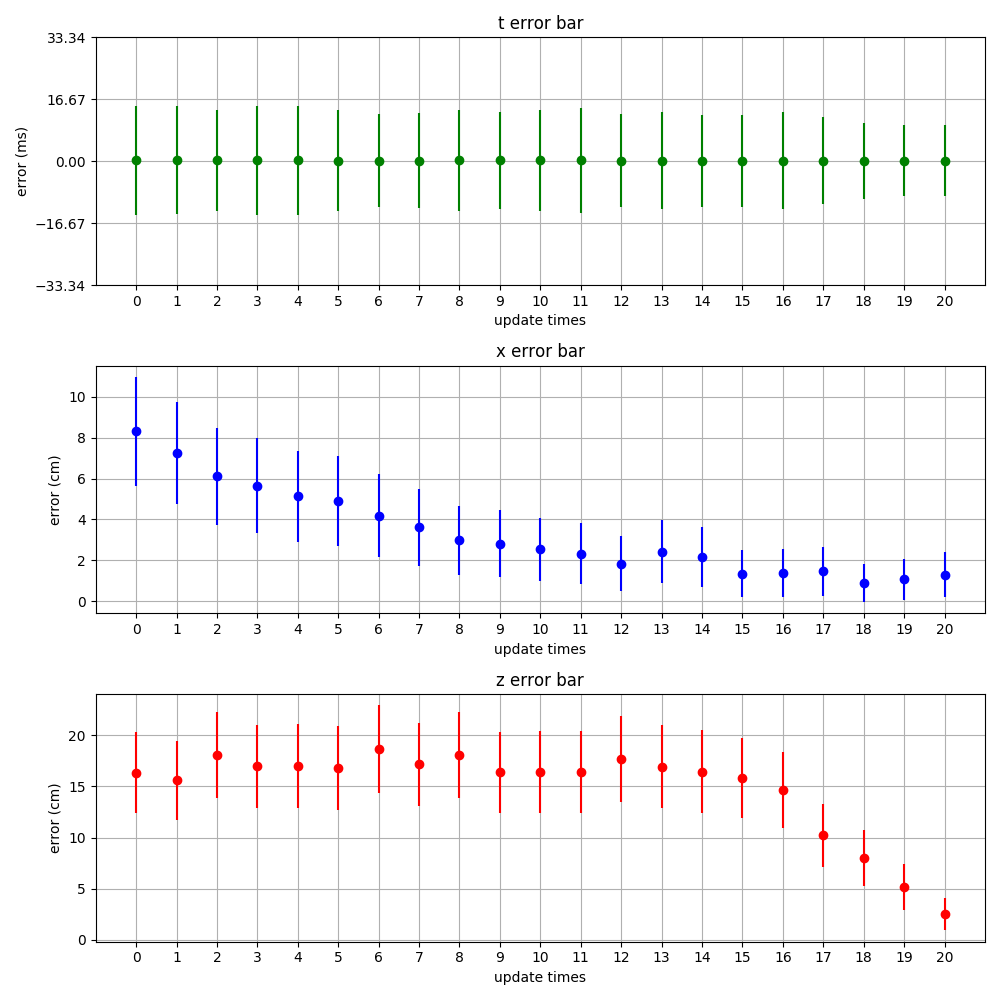 t error bar
33.34
16.67
0.00
−16.67
−33.34
error (ms)
0 1 2 3 4 5 6 7 8 9 10 11 12 13 14 15 16 17 18 19 20
update times
x error bar
10
8
6
4
2
0
error (cm)
0 1 2 3 4 5 6 7 8 9 10 11 12 13 14 15 16 17 18 19 20
update times
z error bar
20
15
10
5
0
error (cm)
0 1 2 3 4 5 6 7 8 9 10 11 12 13 14 15 16 17 18 19 20
update times